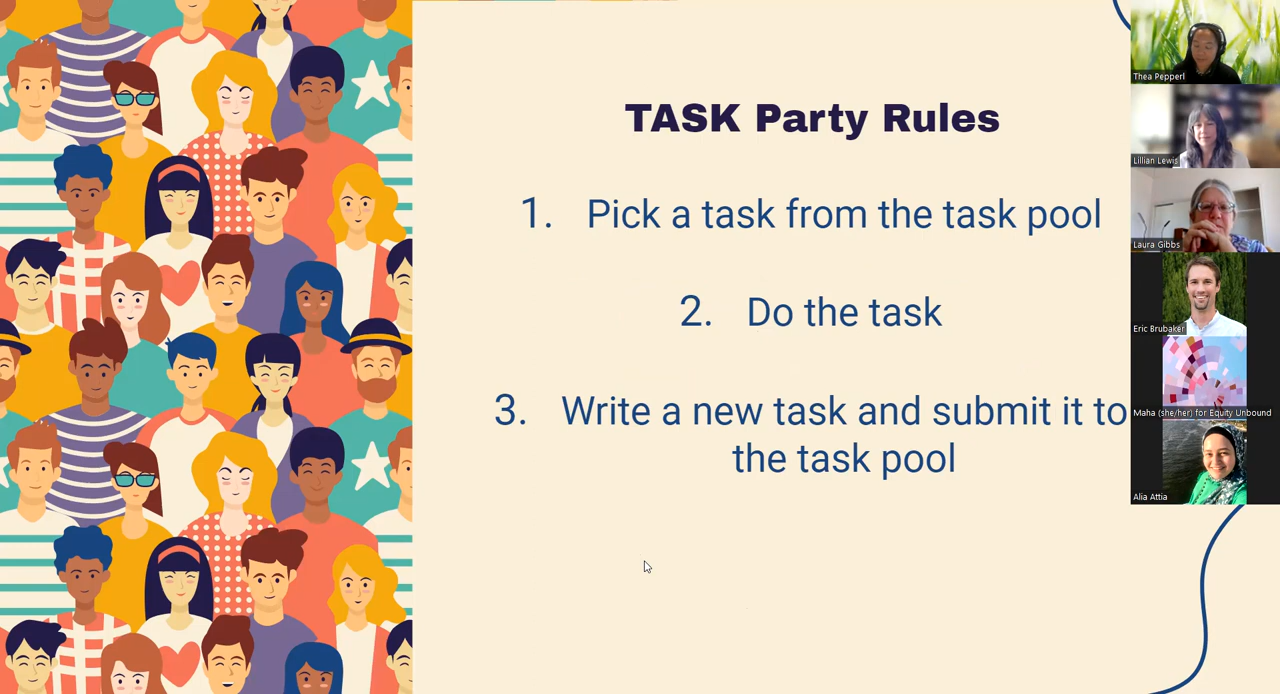 TASK Party Rules
1. Pick a task from the task pool
2. Do the task
3. Write a new task and submit it to
the task pool
Thea Pepperl
Lillian Lewis
Laura Gibbs
Eric Brubaker
Maha (she/her) for Equity Unbound
Alia Attia